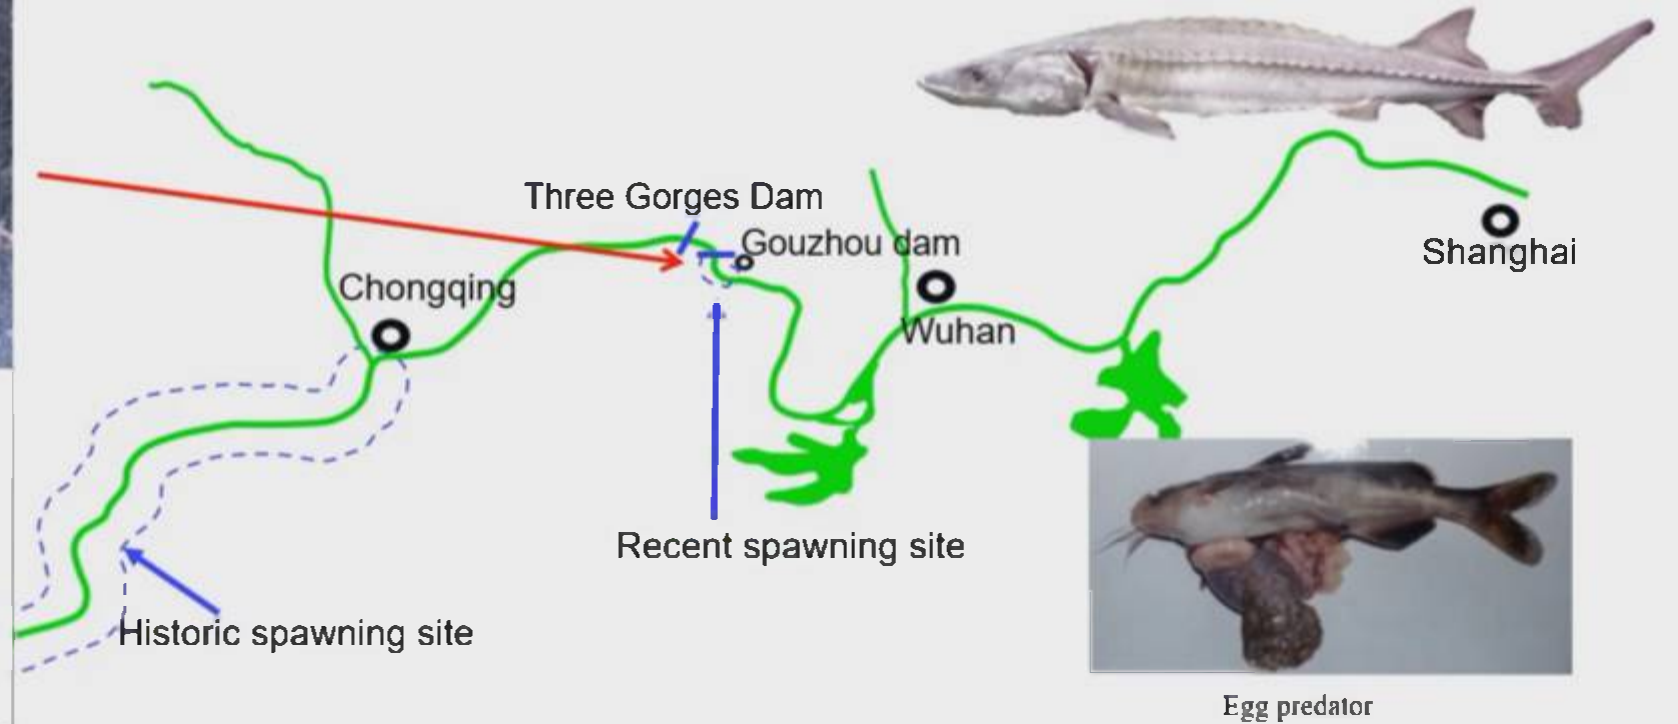 Three Gorges Dam
Gouzhou dam
Shanghai
Chongqing
Wuhan
Recent spawning site
Historic spawning site
Egg predator